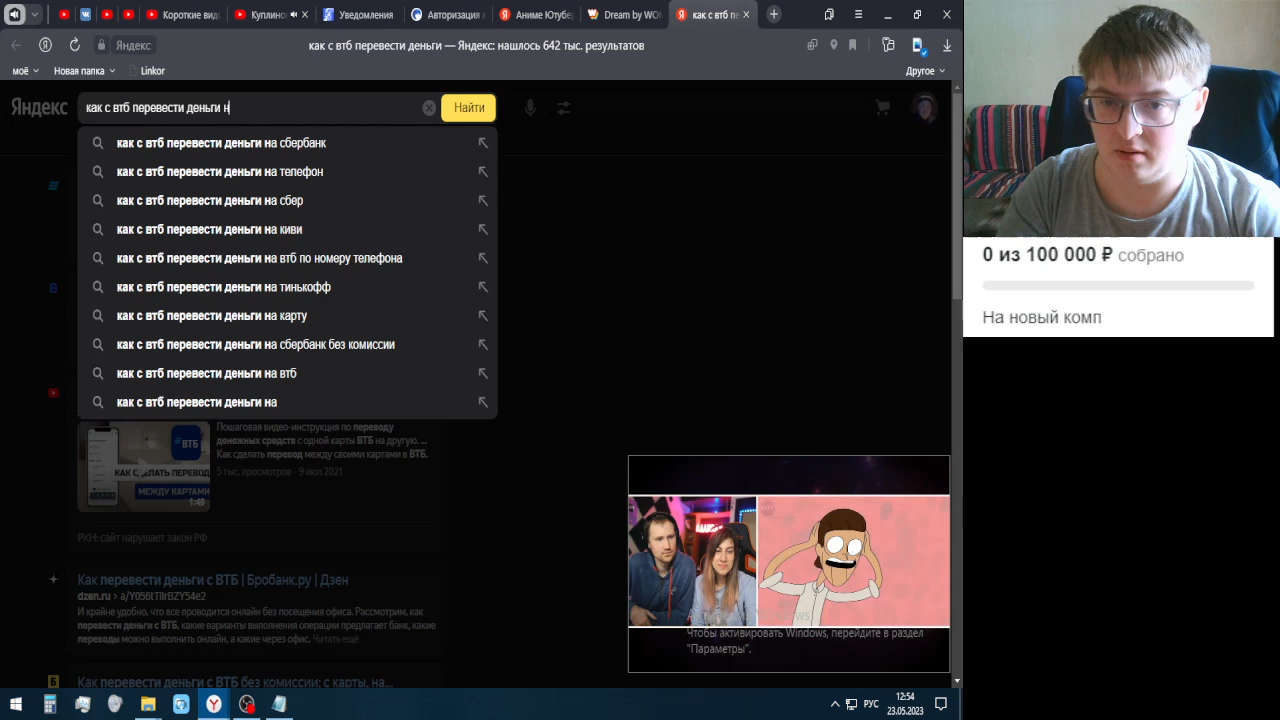 Короткие вид
Куплино
Уведомления
Авторизация
Аниме Ютубер
Dream by WOR
как с втб пе
Яндекс
как с втб перевести деньги — Яндекс: нашлось 642 тыс. результатов
моё
Новая папка
Linkor
Другое
Яндекс
как с втб перевести деньги н
Найти
как с втб перевести деньги на сбербанк
как с втб перевести деньги на телефон
как с втб перевести деньги на сбер
как с втб перевести деньги на киви
как с втб перевести деньги на втб по номеру телефона
как с втб перевести деньги на тинькофф
как с втб перевести деньги на карту
как с втб перевести деньги на сбербанк без комиссии
как с втб перевести деньги на втб
как с втб перевести деньги на
ВТБ
КАК СДЕЛАТЬ ПЕРЕВОД
МЕЖДУ КАРТАМИ
1:49
Пошаговая видео-инструкция по переводу
денежных средств с одной карты ВТБ на другую. ...
Как сделать перевод между своими картами в ВТБ.
5 тыс. просмотров · 9 июл 2021
РКН: сайт нарушает закон РФ
Как перевести деньги с ВТБ | Бробанк.ру | Дзен
dzen.ru › a/Y056tTlIrBZY54e2
И крайне удобно, что все проводится онлайн без посещения офиса. Рассмотрим, как
перевести деньги с ВТБ, какие варианты выполнения операции предлагает банк, какие
переводы можно выполнить онлайн, а какие через офис. Читать ещё
Как перевести деньги с ВТБ без комиссии: с карты, на...
Чтобы активировать Windows, перейдите в раздел
"Параметры".
0 из 100 000 ₽ собрано
На новый комп
РУС
12:54
23.05.2023